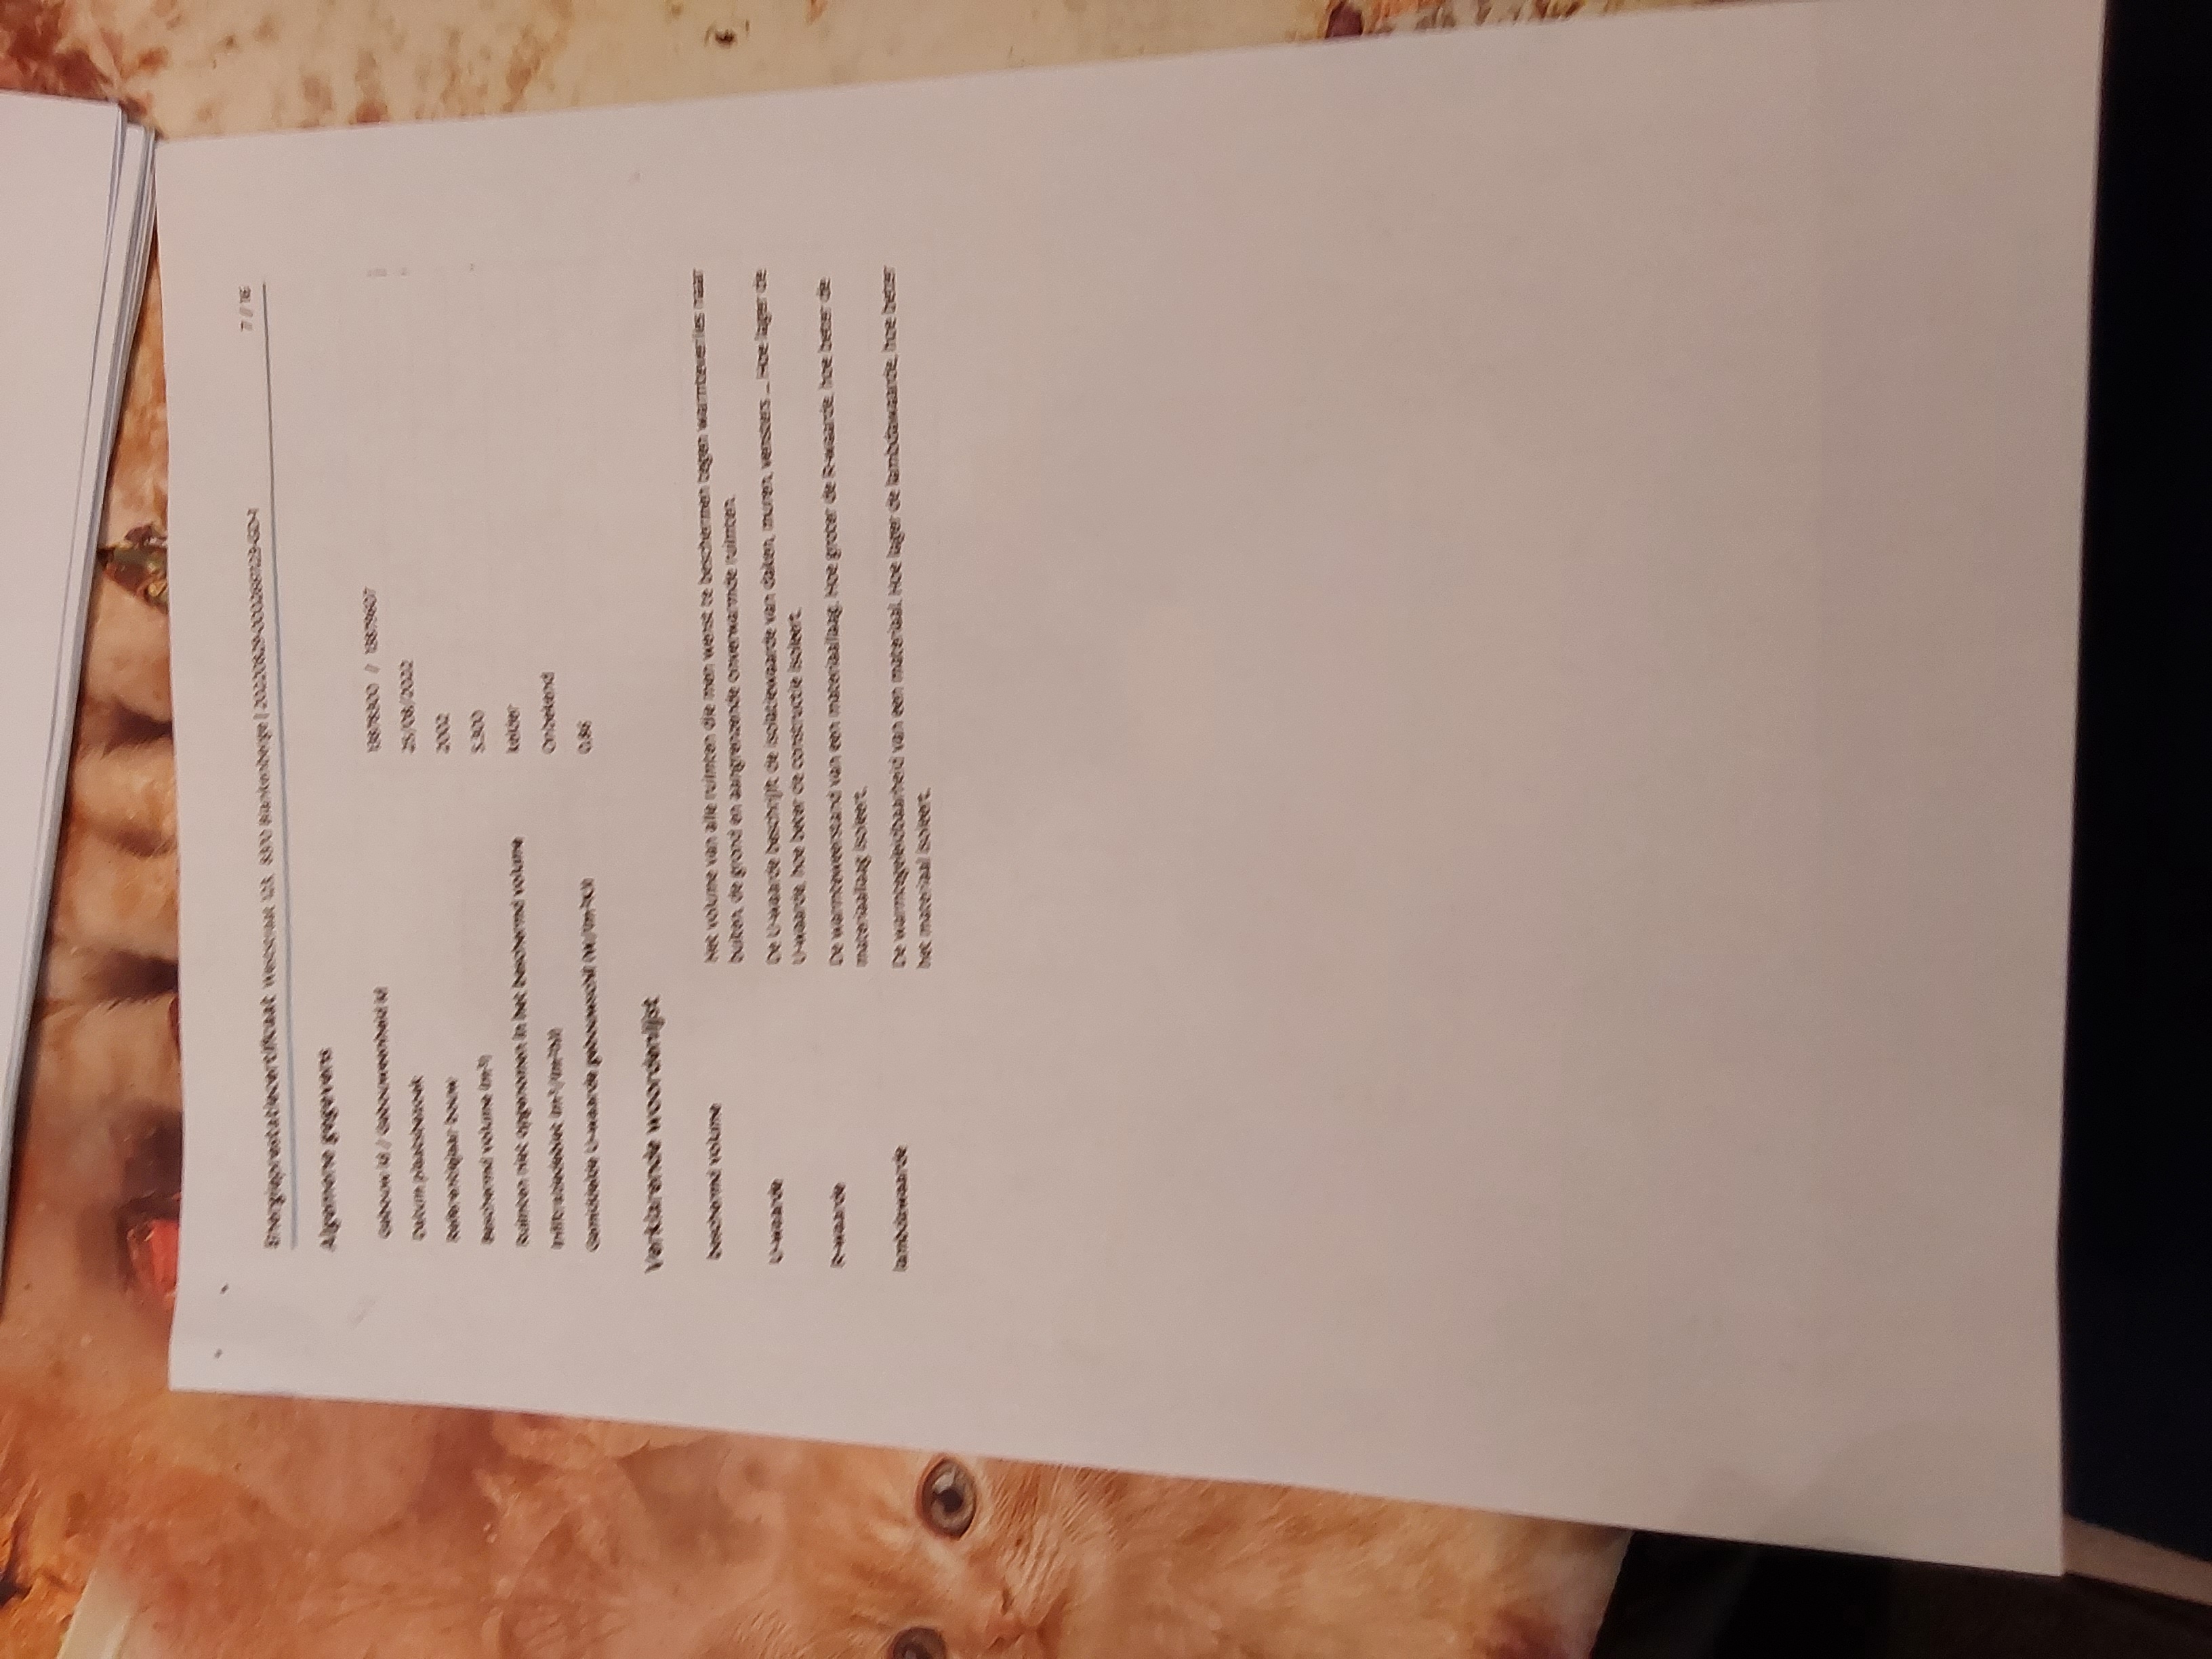 Energieprestatiecertificaat Weststraat 123, 8370 Blankenberge | 20220829-0002667123-GD-1 7 / 16
Algemene gegevens
Gebouw id / Gebouweenheid id 13878300 / 13879607
Datum plaatsbezoek 25/08/2022
Referentiejaar bouw 2002
Beschermd volume (m³) 5.300
Ruimten niet opgenomen in het beschermd volume kelder
Infiltratiedebiet (m³/(m²h)) Onbekend
Gemiddelde U-waarde gebouwschil (W/(m²K)) 0,86
Verklarende woordenlijst
beschermd volume Het volume van alle ruimten die men wenst te beschermen tegen warmteverlies naar
buiten, de grond en aangrenzende onverwarmde ruimten.
U-waarde De U-waarde beschrijft de isolatiewaarde van daken, muren, vensters ... Hoe lager de
U-waarde, hoe beter de constructie isoleert.
R-waarde De warmteweerstand van een materiaallaag. Hoe groter de R-waarde, hoe beter de
materiaallaag isoleert.
lambdawaarde De warmtegeleidbaarheid van een materiaal. Hoe lager de lambdawaarde, hoe beter
het materiaal isoleert.